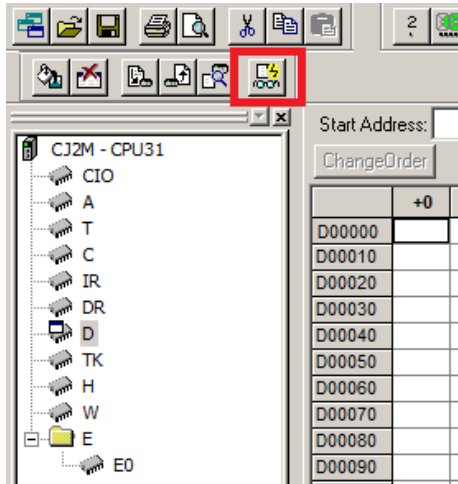 2
Start Address:
ChangeOrder
CJ2M - CPU31
CIO
A
T
C
IR
DR
D
TK
H
W
E
E0
+0
D00000
D00010
D00020
D00030
D00040
D00050
D00060
D00070
D00080
D00090